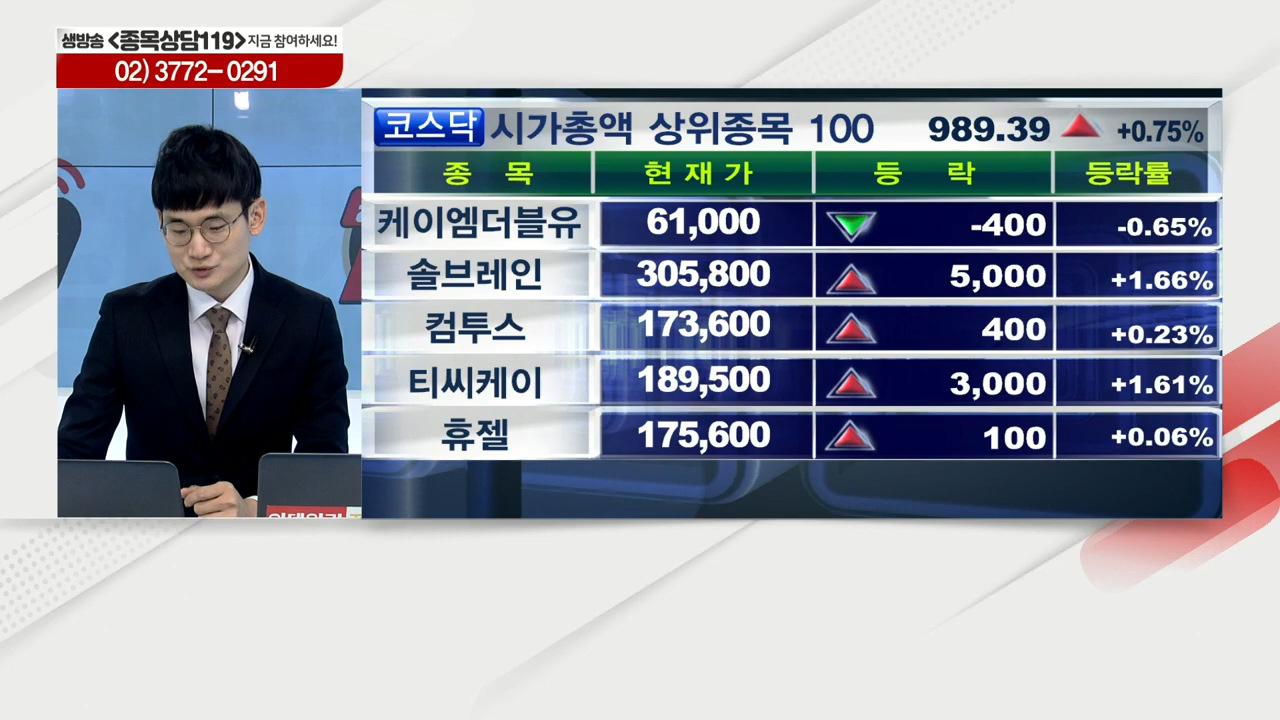 생방송 <종목상담119> 지금 참여하세요!
02) 3772-0291
코스닥 시가총액 상위종목 100 989.39 +0.75%
종목 현재가 등락 등락률
케이엠더블유 61,000 -400 -0.65%
솔브레인 305,800 5,000 +1.66%
컴투스 173,600 400 +0.23%
티씨케이 189,500 3,000 +1.61%
휴젤 175,600 100 +0.06%